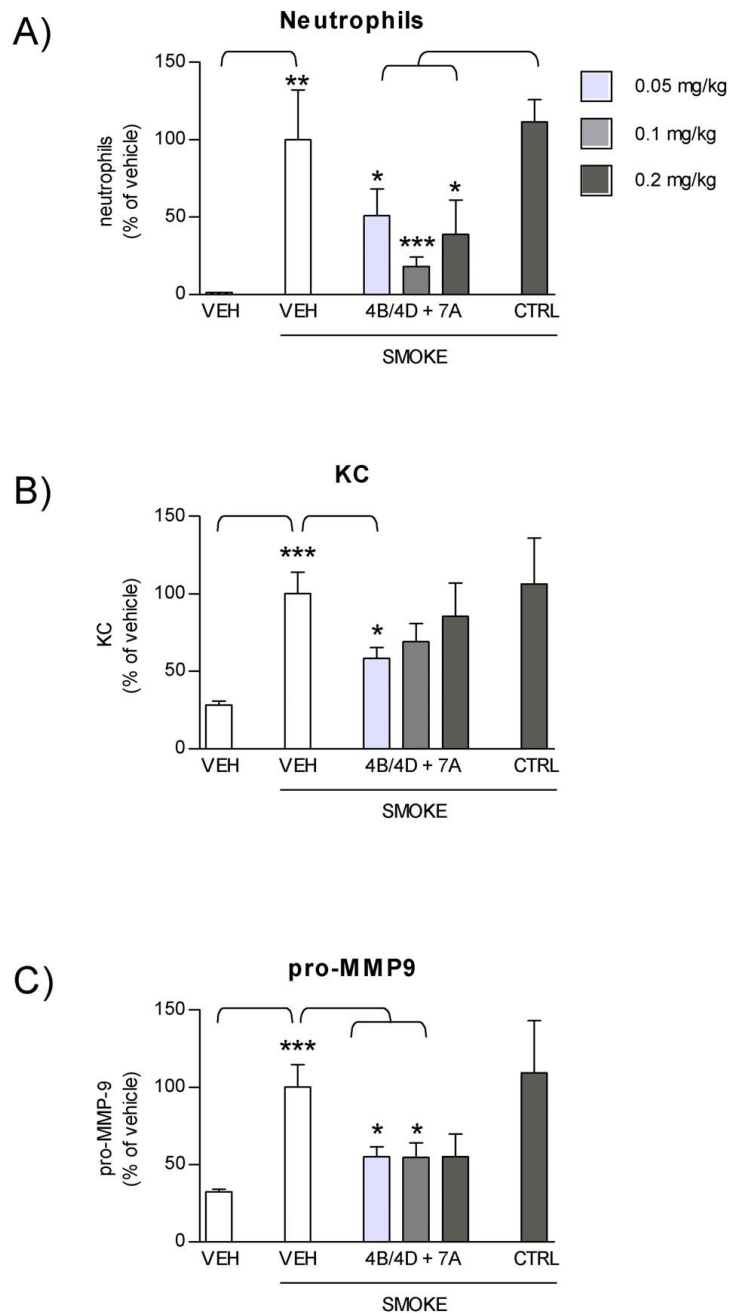 A)
Neutrophils
neutrophils
(% of vehicle)
150
100
50
0
**
*
***
*
VEH VEH 4B/4D + 7A CTRL
SMOKE
0.05 mg/kg
0.1 mg/kg
0.2 mg/kg
B)
KC
KC
(% of vehicle)
150
100
50
0
***
*
VEH VEH 4B/4D + 7A CTRL
SMOKE
C)
pro-MMP9
pro-MMP-9
(% of vehicle)
150
100
50
0
***
* *
VEH VEH 4B/4D + 7A CTRL
SMOKE